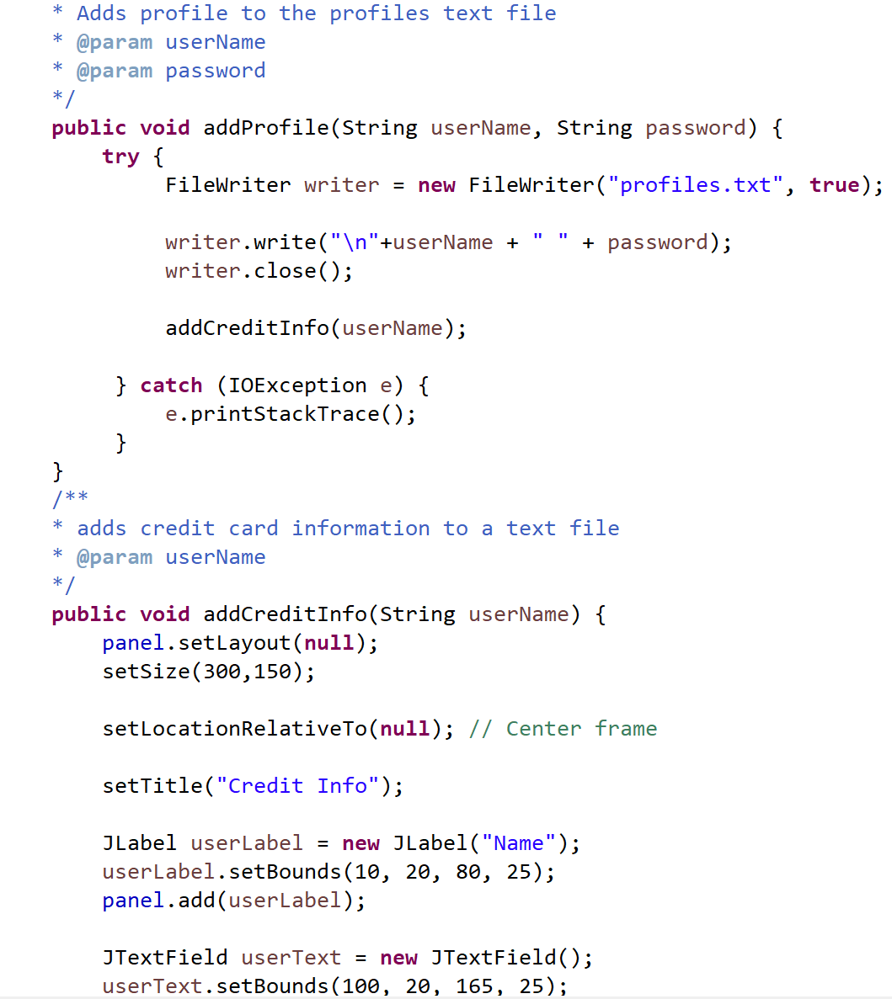 * Adds profile to the profiles text file
* @param userName
* @param password
*/
public void addProfile(String userName, String password) {
try {
FileWriter writer = new FileWriter("profiles.txt", true);
writer.write("\n"+userName + " " + password);
writer.close();
addCreditInfo(userName);
} catch (IOException e) {
e.printStackTrace();
}
}
/**
* adds credit card information to a text file
* @param userName
*/
public void addCreditInfo(String userName) {
panel.setLayout(null);
setSize(300,150);
setLocationRelativeTo(null); // Center frame
setTitle("Credit Info");
JLabel userLabel = new JLabel("Name");
userLabel.setBounds(10, 20, 80, 25);
panel.add(userLabel);
JTextField userText = new JTextField();
userText.setBounds(100, 20, 165, 25);